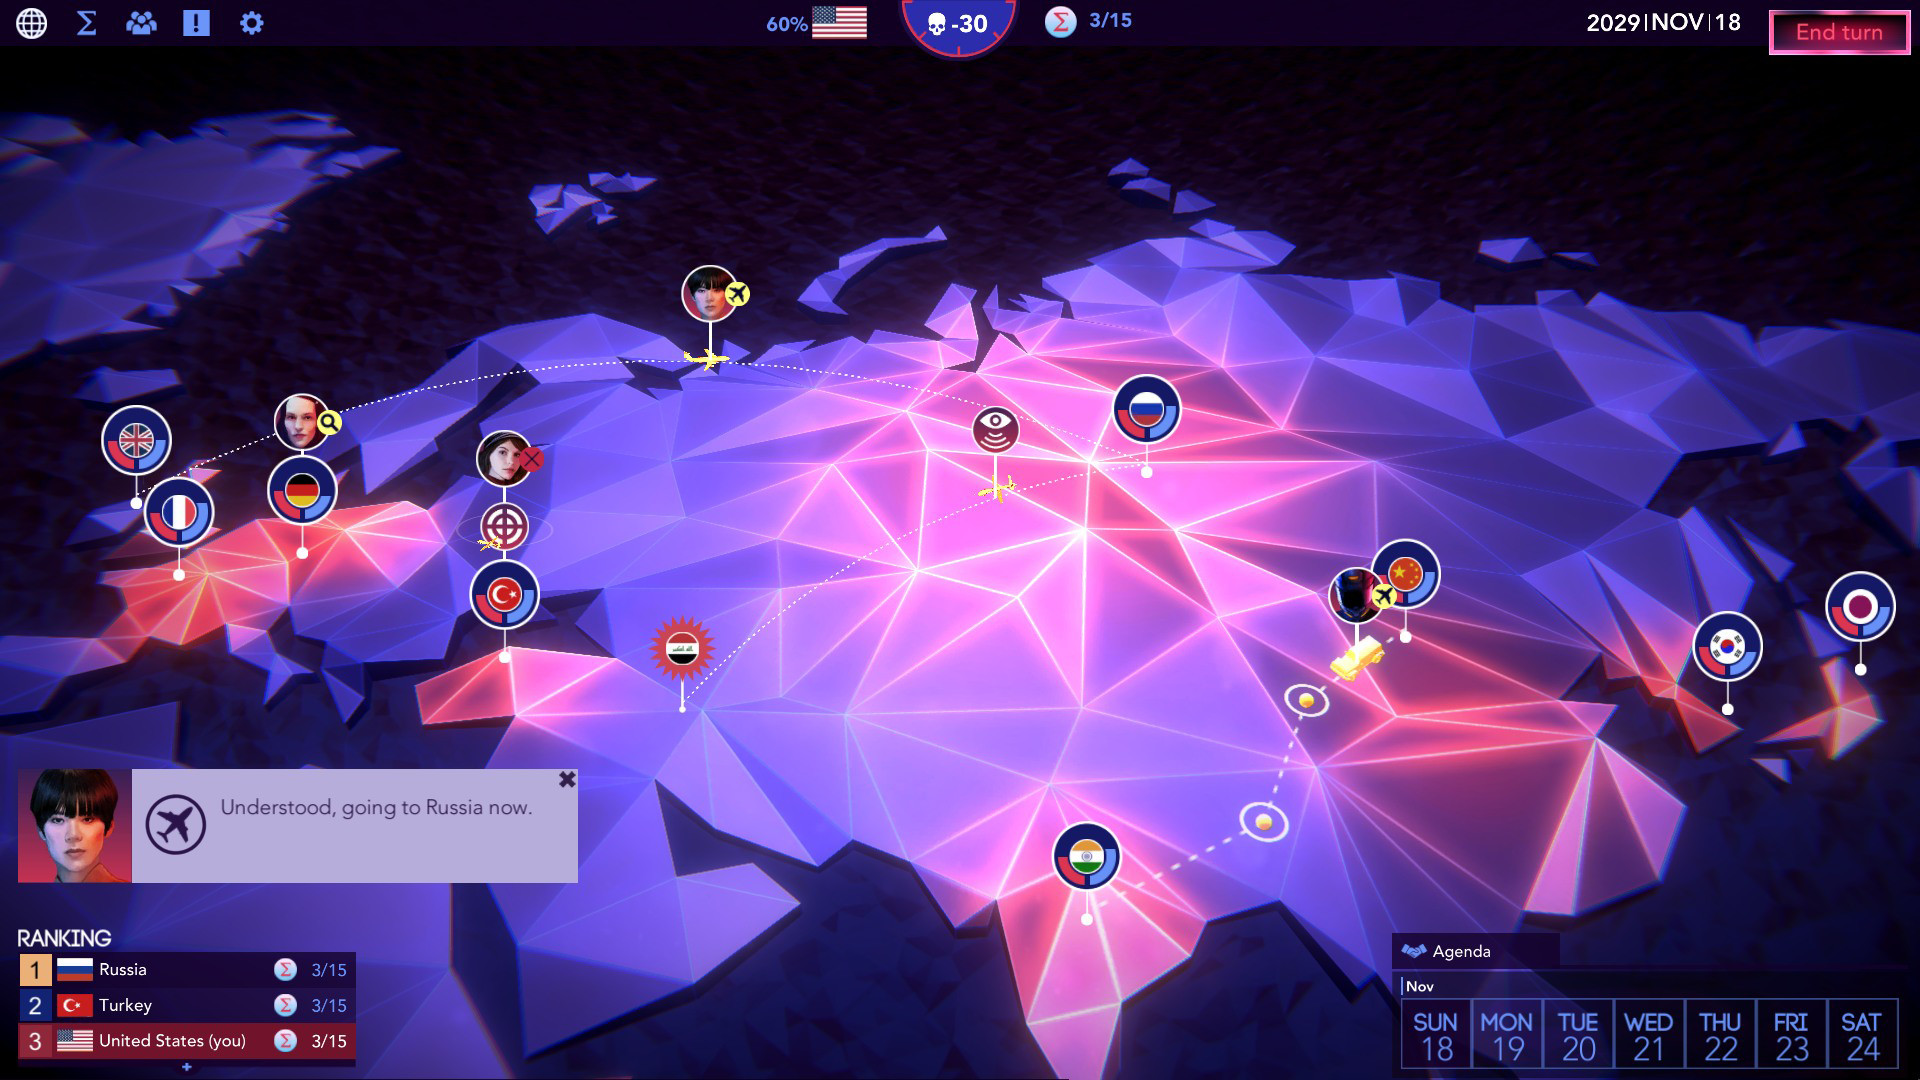 60%
-30
Σ 3/15
2029|NOV|18
End turn
Understood, going to Russia now.
RANKING
1 Russia Σ 3/15
2 Turkey Σ 3/15
3 United States (you) Σ 3/15
+
Agenda
Nov
SUN MON TUE WED THU FRI SAT
18 19 20 21 22 23 24